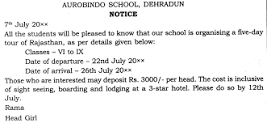 AUROBINDO SCHOOL, DEHRADUN
NOTICE
7th July 20××
All the students will be pleased to know that our school is organising a five-day
tour of Rajasthan, as per details given below:
Classes – VI to IX
Date of departure – 22nd July 20××
Date of arrival – 26th July 20××
Those who are interested may deposit Rs. 3000/- per head. The cost is inclusive
of sight seeing, boarding and lodging at a 3-star hotel. Please do so by 12th
July.
Rama
Head Girl